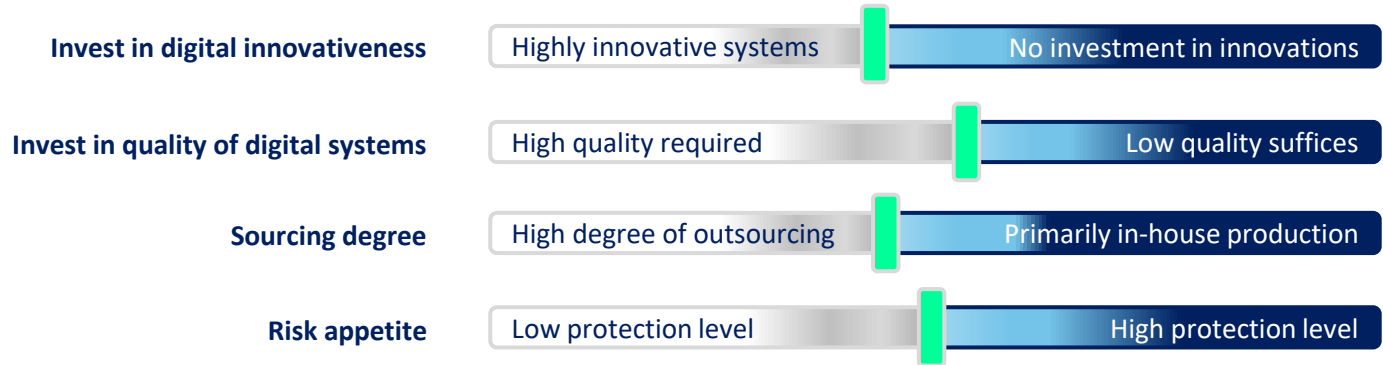 Invest in digital innovativeness
Highly innovative systems
No investment in innovations
Invest in quality of digital systems
High quality required
Low quality suffices
Sourcing degree
High degree of outsourcing
Primarily in-house production
Risk appetite
Low protection level
High protection level